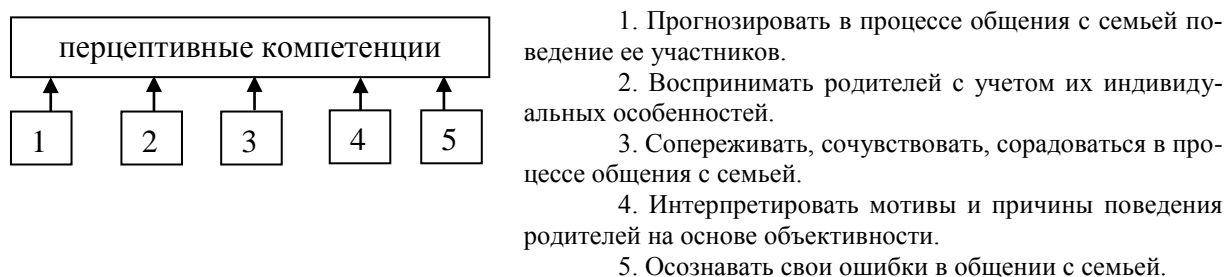 перцептивные компетенции
1 2 3 4 5
1. Прогнозировать в процессе общения с семьей по-
ведение ее участников.
2. Воспринимать родителей с учетом их индивиду-
альных особенностей.
3. Сопереживать, сочувствовать, сорадоваться в про-
цессе общения с семьей.
4. Интерпретировать мотивы и причины поведения
родителей на основе объективности.
5. Осознавать свои ошибки в общении с семьей.